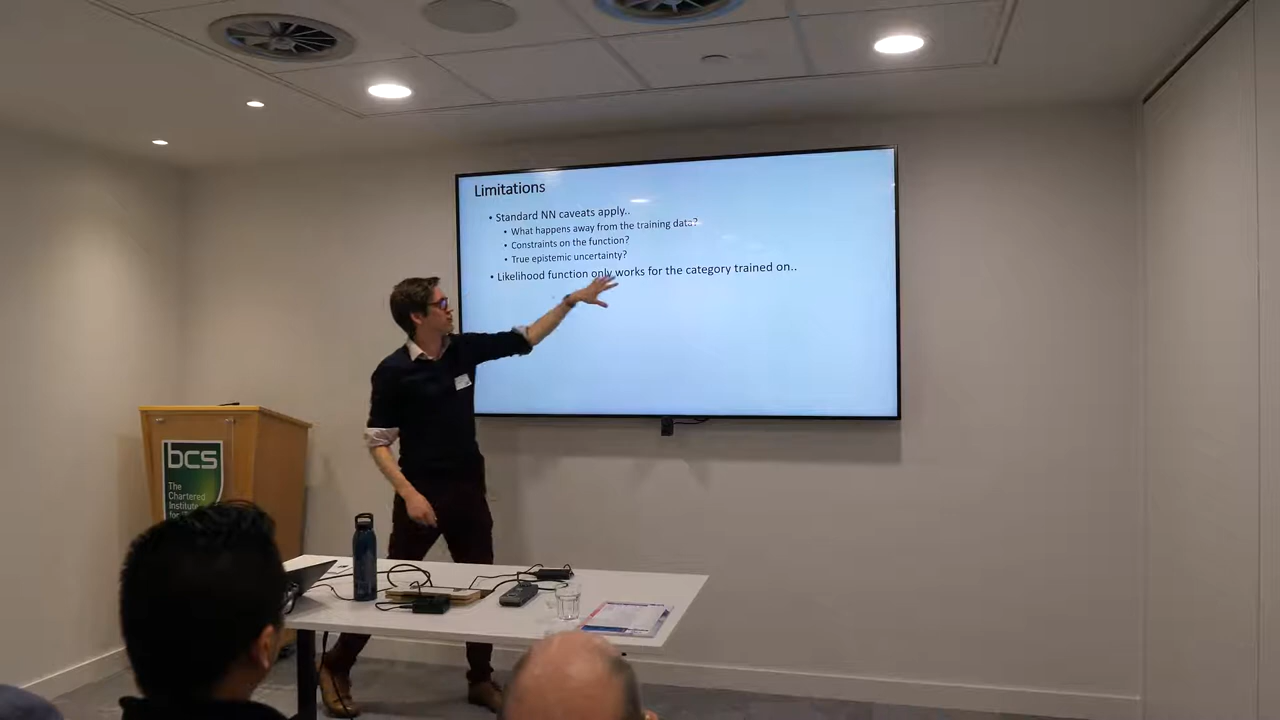 Limitations
• Standard NN caveats apply..
• What happens away from the training data?
• Constraints on the function?
• True epistemic uncertainty?
• Likelihood function only works for the category trained on..
bcs
The
Chartered
Institute
for